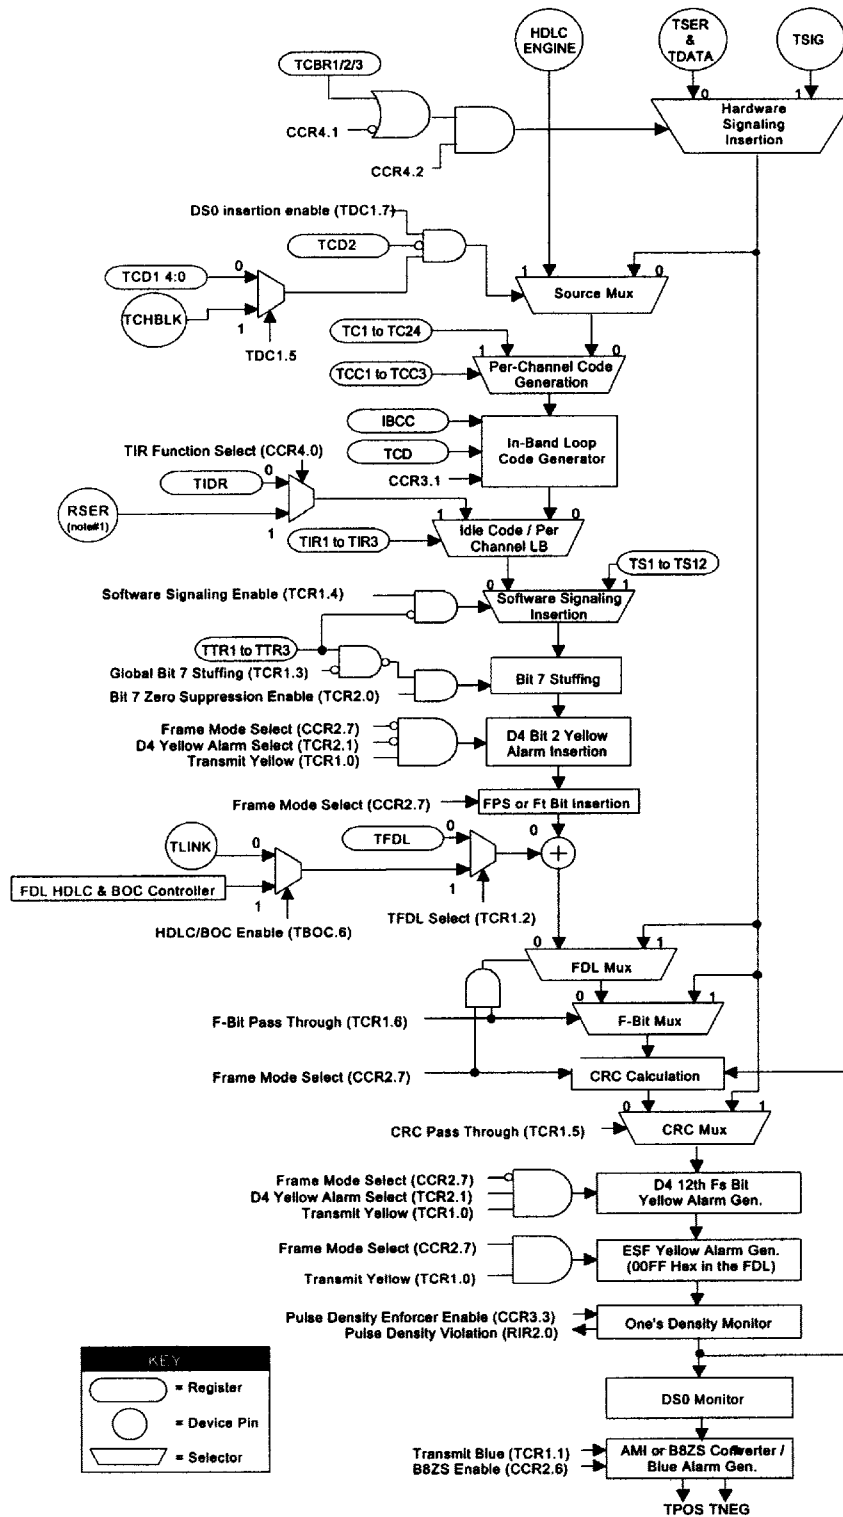 HDLC
ENGINE
TSER
&
TDATA
TSIG
TCBR1/2/3
0
1
Hardware
Signaling
Insertion
CCR4.1
CCR4.2
DS0 insertion enable (TDC1.7)
TCD2
TCD1 4:0
0
TCHBLK
1
TDC1.5
1
0
Source Mux
TC1 to TC24
1
0
TCC1 to TCC3
Per-Channel Code
Generation
IBCC
TCD
CCR3.1
In-Band Loop
Code Generator
TIR Function Select (CCR4.0)
0
TIDR
RSER
(note#1)
1
1
0
TIR1 to TIR3
Idle Code / Per
Channel LB
TS1 to TS12
0
1
Software Signaling Enable (TCR1.4)
Software Signaling
Insertion
TTR1 to TTR3
Global Bit 7 Stuffing (TCR1.3)
Bit 7 Zero Suppression Enable (TCR2.0)
Bit 7 Stuffing
Frame Mode Select (CCR2.7)
D4 Yellow Alarm Select (TCR2.1)
Transmit Yellow (TCR1.0)
D4 Bit 2 Yellow
Alarm Insertion
Frame Mode Select (CCR2.7)
FPS or Ft Bit Insertion
TLINK
0
TFDL
0
0
+
FDL HDLC & BOC Controller
1
1
HDLC/BOC Enable (TBOC.6)
TFDL Select (TCR1.2)
0
1
FDL Mux
0
1
F-Bit Pass Through (TCR1.6)
F-Bit Mux
Frame Mode Select (CCR2.7)
CRC Calculation
0
1
CRC Pass Through (TCR1.5)
CRC Mux
Frame Mode Select (CCR2.7)
D4 Yellow Alarm Select (TCR2.1)
Transmit Yellow (TCR1.0)
D4 12th Fs Bit
Yellow Alarm Gen.
Frame Mode Select (CCR2.7)
Transmit Yellow (TCR1.0)
ESF Yellow Alarm Gen.
(00FF Hex in the FDL)
Pulse Density Enforcer Enable (CCR3.3)
Pulse Density Violation (RIR2.0)
One's Density Monitor
KEY
= Register
= Device Pin
= Selector
DS0 Monitor
Transmit Blue (TCR1.1)
B8ZS Enable (CCR2.6)
AMI or B8ZS Converter /
Blue Alarm Gen.
TPOS TNEG